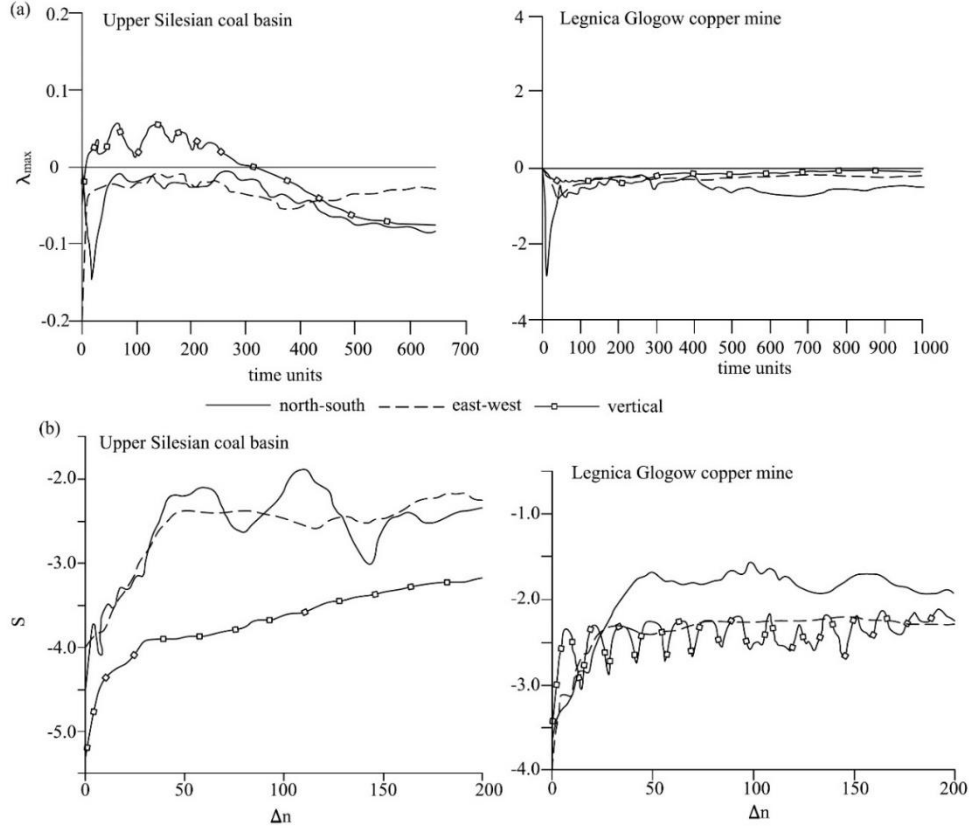 (a)
Upper Silesian coal basin
Legnica Glogow copper mine
0.2
0.1
0
-0.1
-0.2
λmax
0 100 200 300 400 500 600 700
time units
4
2
0
-2
-4
0 100 200 300 400 500 600 700 800 900 1000
time units
north-south east-west vertical
(b)
Upper Silesian coal basin
Legnica Glogow copper mine
-2.0
-3.0
-4.0
-5.0
S
0 50 100 150 200
Δn
-1.0
-2.0
-3.0
-4.0
0 50 100 150 200
Δn